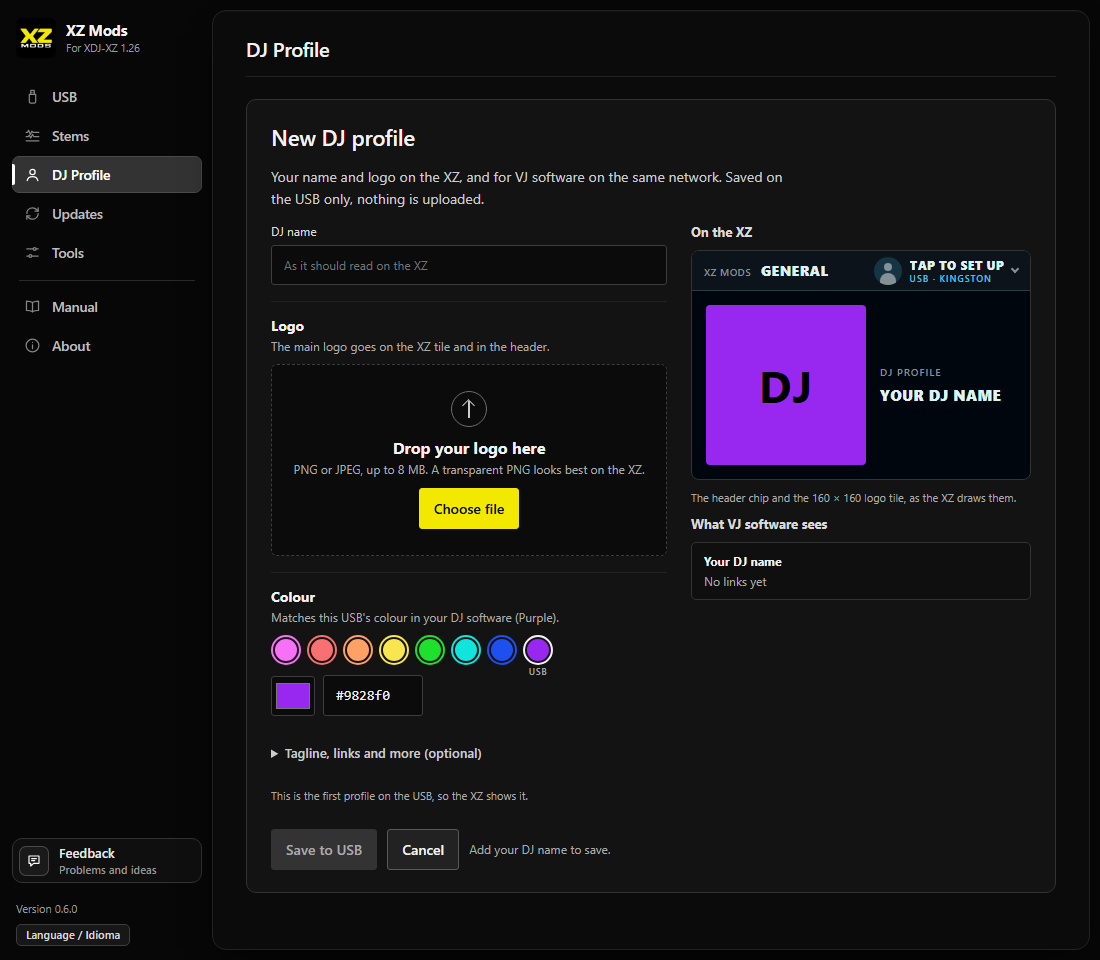 XZ MODS
XZ Mods
For XDJ-XZ 1.26
USB
Stems
DJ Profile
Updates
Tools
Manual
About
Feedback
Problems and ideas
Version 0.6.0
Language / Idioma
DJ Profile
New DJ profile
Your name and logo on the XZ, and for VJ software on the same network. Saved on
the USB only, nothing is uploaded.
DJ name
As it should read on the XZ
Logo
The main logo goes on the XZ tile and in the header.
Drop your logo here
PNG or JPEG, up to 8 MB. A transparent PNG looks best on the XZ.
Choose file
Colour
Matches this USB's colour in your DJ software (Purple).
USB
#9828f0
Tagline, links and more (optional)
This is the first profile on the USB, so the XZ shows it.
Save to USB
Cancel
Add your DJ name to save.
On the XZ
XZ MODS GENERAL
TAP TO SET UP
USB · KINGSTON
DJ
DJ PROFILE
YOUR DJ NAME
The header chip and the 160 × 160 logo tile, as the XZ draws them.
What VJ software sees
Your DJ name
No links yet